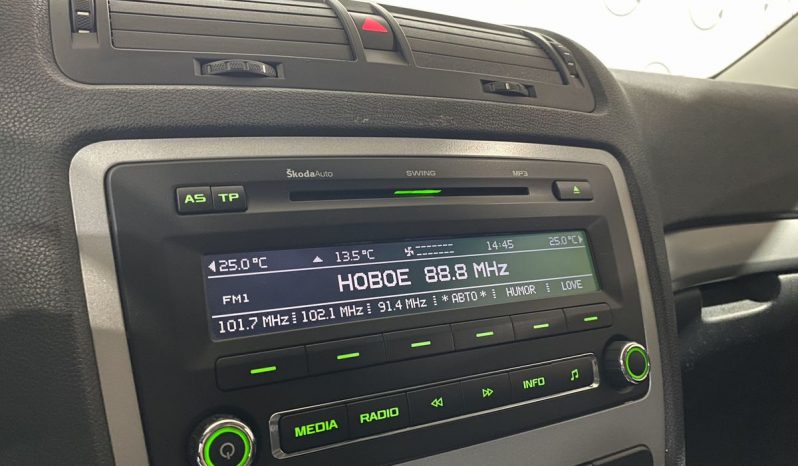 ŠkodaAuto SWING MP3
AS TP
25.0°C 13.5°C 14:45 25.0°C
НОВОЕ 88.8 MHz
FM1
101.7 MHz 102.1 MHz 91.4 MHz *АВТО* HUMOR LOVE
MEDIA RADIO INFO